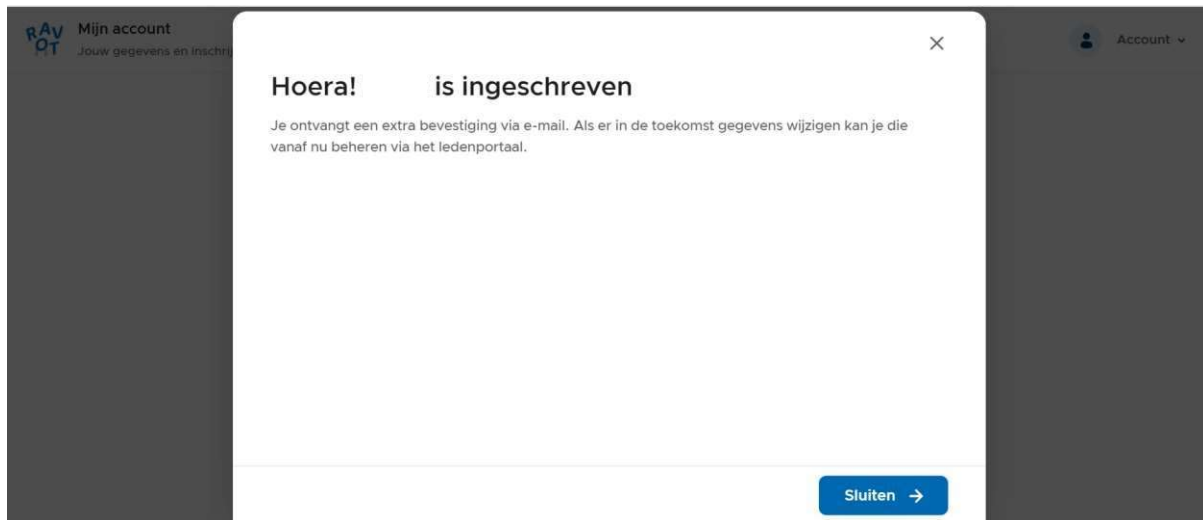 RAV
OT
Mijn account
Jouw gegevens en inschrij
Account
Hoera! is ingeschreven
Je ontvangt een extra bevestiging via e-mail. Als er in de toekomst gegevens wijzigen kan je die
vanaf nu beheren via het ledenportaal.
Sluiten